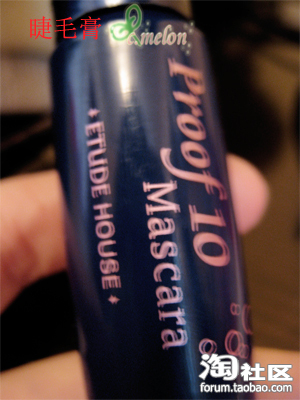 睫毛膏
melon
Proof 10
Mascara
ETUDE HOUSE
淘社区
forum.taobao.com